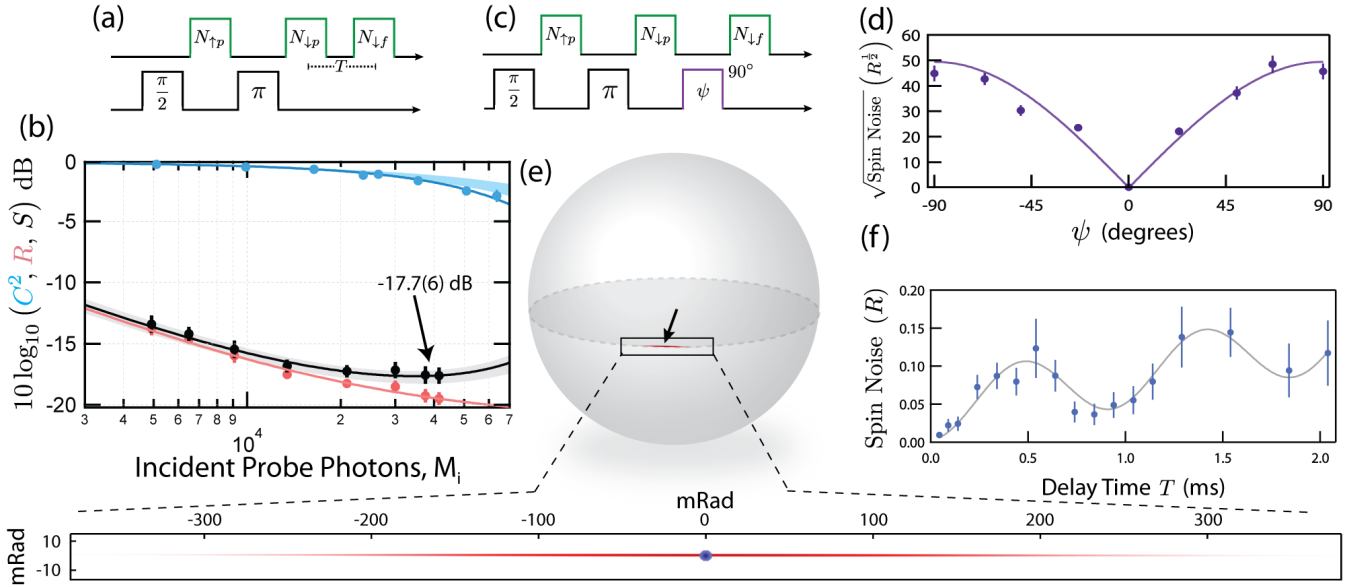 (a)
N↑p
N↓p
N↓f
T
π/2
π
(c)
N↑p
N↓p
N↓f
π/2
π
ψ
90°
(d)
√Spin Noise (R^½)
60
50
40
30
20
10
0
-90
-45
0
45
90
ψ (degrees)
(b)
10 log₁₀ (C², R, S) dB
0
-5
-10
-15
-20
-17.7(6) dB
3 4 5 6 7 8 9 10⁴ 2 3 4 5 6 7
Incident Probe Photons, Mᵢ
(e)
(f)
Spin Noise (R)
0.20
0.15
0.10
0.05
0.00
0.0 0.5 1.0 1.5 2.0
Delay Time T (ms)
mRad
-300 -200 -100 0 100 200 300
mRad
10
-10